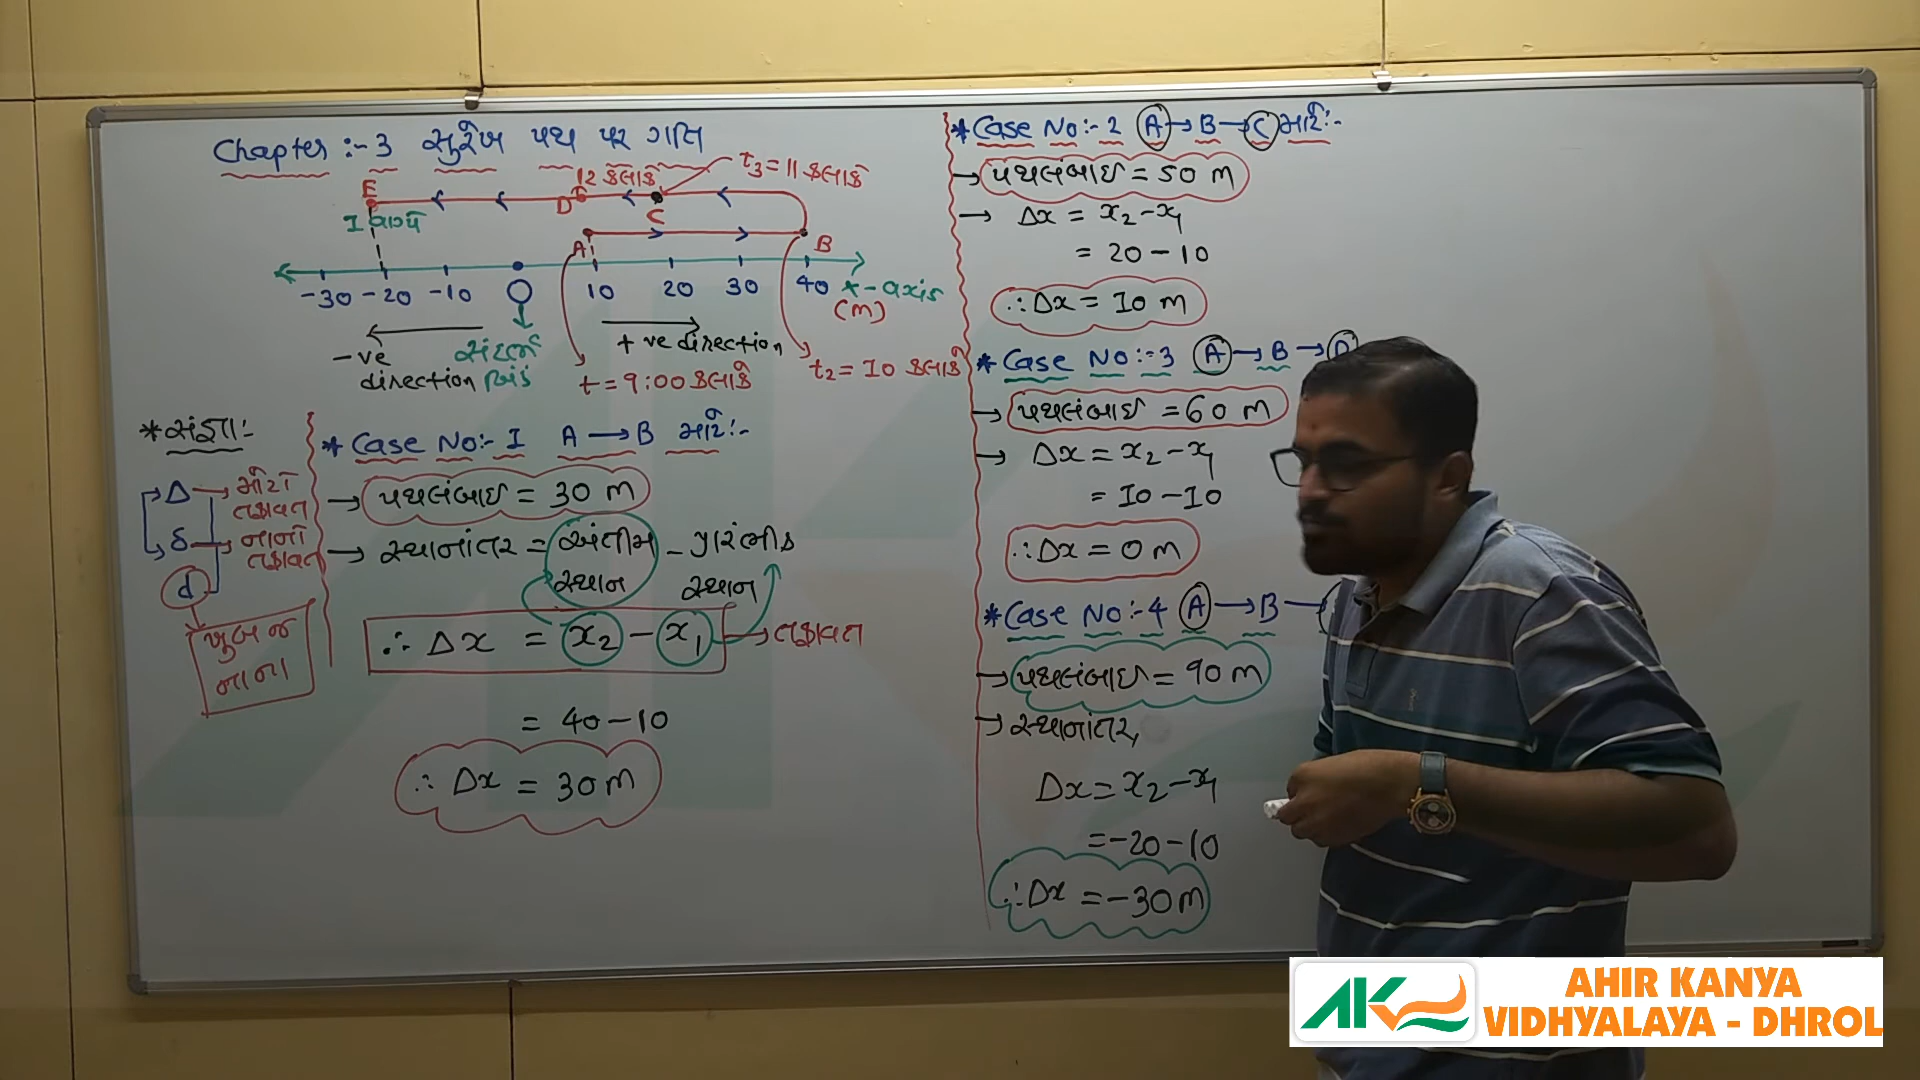 Chapter :- 3 સુરેખ પથ પર ગતિ
t3 = 11 કલાકે
12 કલાકે
E D C
1 વાગ્યે
A B
-30 -20 -10 O 10 20 30 40 x-axis
(m)
-ve direction
સંદર્ભ બિંદુ
+ve direction
t = 9:00 કલાકે
t2 = 10 કલાકે
* સંજ્ઞા:
Δ → મોટો તફાવત
δ → નાનો તફાવત
d
ખુબ જ નાના
* Case No:- I A → B માટે:-
→ પથલંબાઈ = 30 m
→ સ્થાનાંતર = અંતીમ સ્થાન - પ્રારંભીક સ્થાન
∴ Δx = x2 - x1 → તફાવત
= 40 - 10
∴ Δx = 30 m
* Case No:- 2 A → B → C માટે:-
→ પથલંબાઈ = 50 m
→ Δx = x2 - x1
= 20 - 10
∴ Δx = 10 m
* Case No:- 3 A → B → D
→ પથલંબાઈ = 60 m
→ Δx = x2 - x1
= 10 - 10
∴ Δx = 0 m
* Case No:- 4 A → B →
→ પથલંબાઈ = 90 m
→ સ્થાનાંતર,
Δx = x2 - x1
= -20 - 10
∴ Δx = -30 m
AK
AHIR KANYA
VIDHYALAYA - DHROL